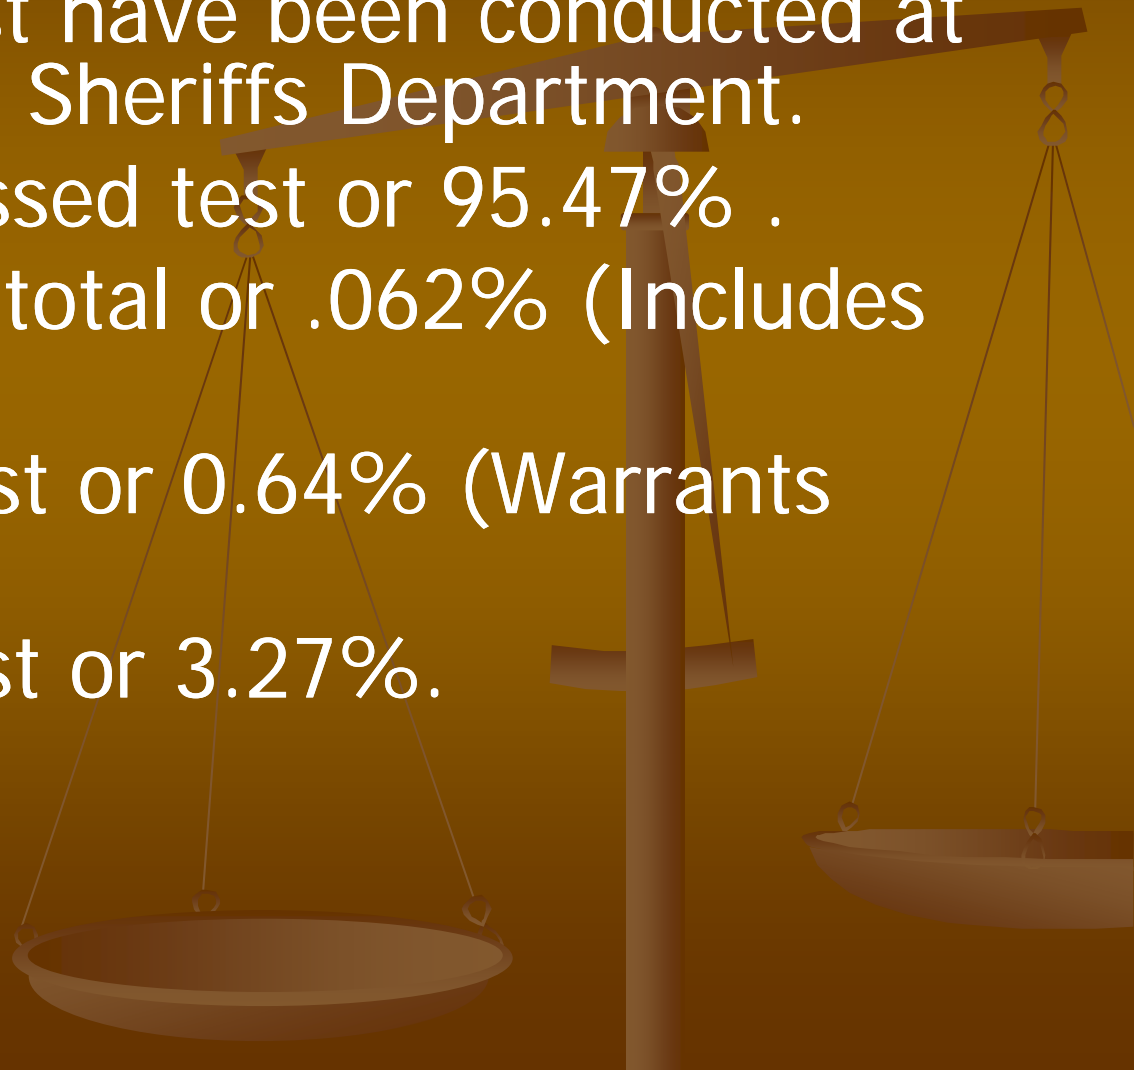 st have been conducted at
Sheriffs Department.
ssed test or 95.47% .
total or .062% (Includes
st or 0.64% (Warrants
st or 3.27%.